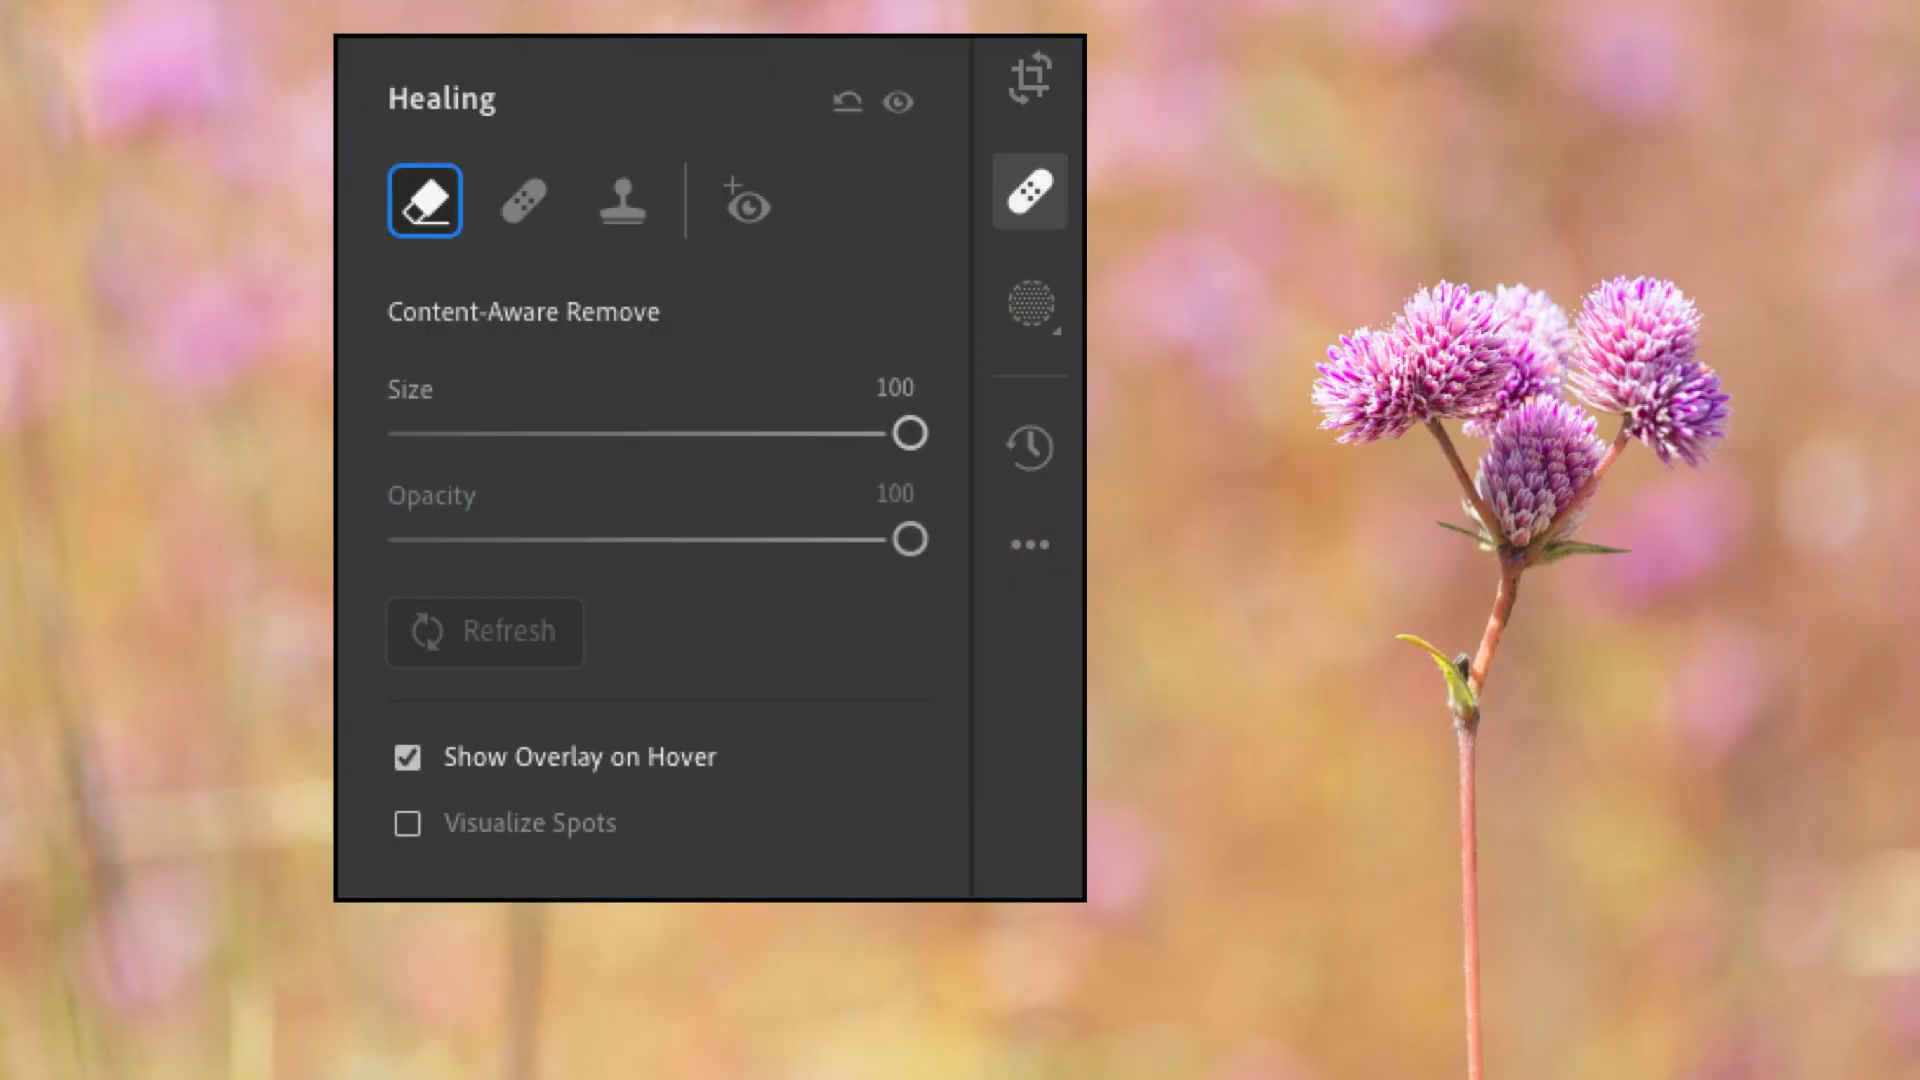 Healing
Content-Aware Remove
Size 100
Opacity 100
Refresh
Show Overlay on Hover
Visualize Spots